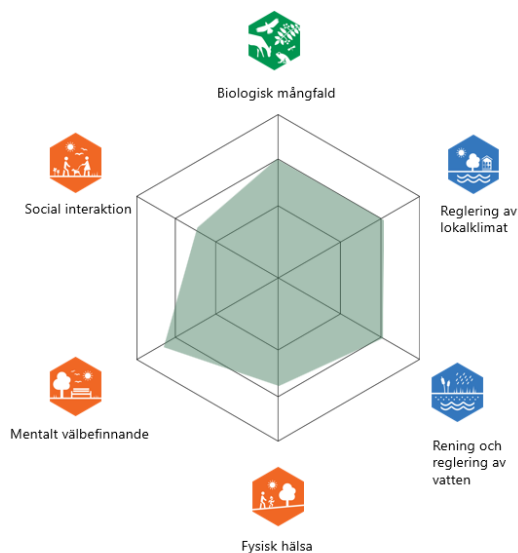 Biologisk mångfald
Social interaktion
Reglering av
lokalklimat
Mentalt välbefinnande
Rening och
reglering av
vatten
Fysisk hälsa